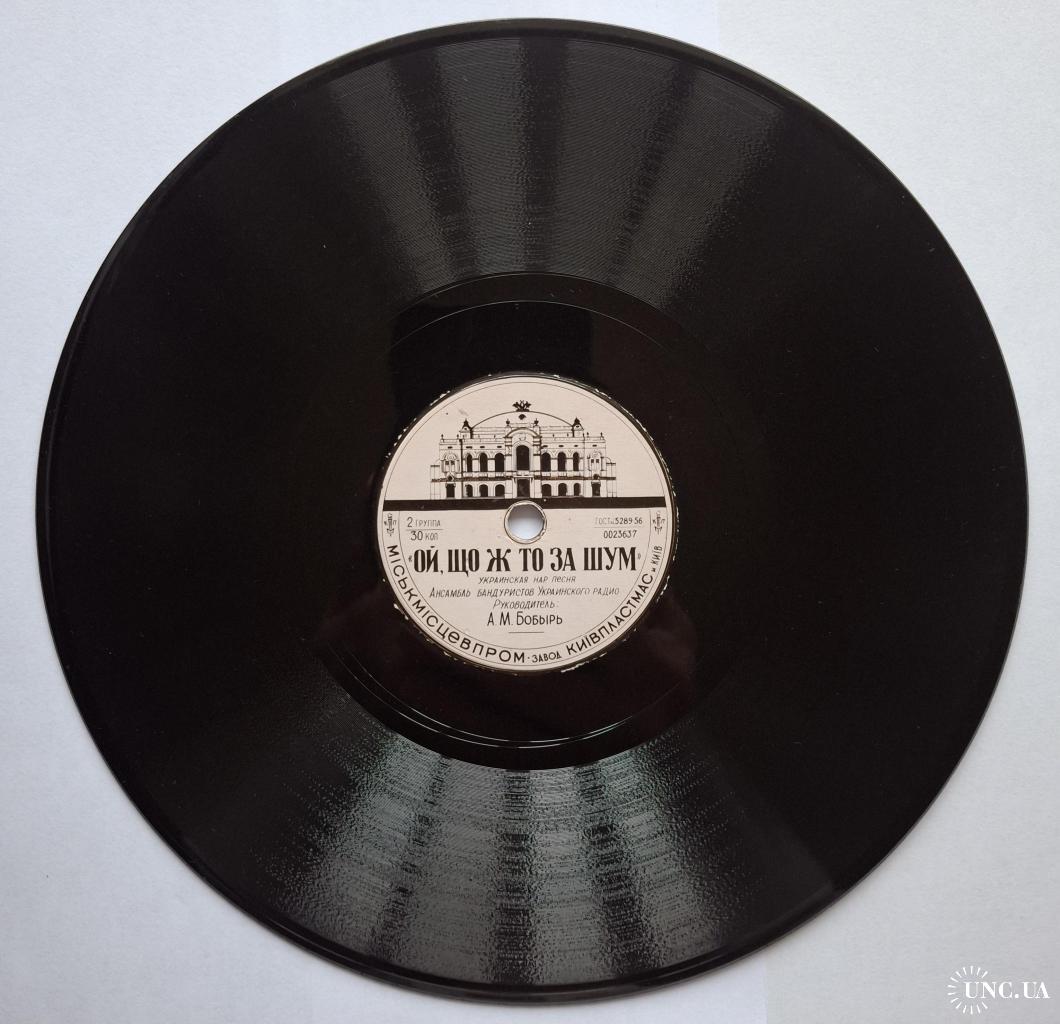 2 ГРУППА
30 КОП
ГОСТ 5289 56
0023637
«ОЙ, ЩО Ж ТО ЗА ШУМ»
УКРАИНСКАЯ НАР ПЕСНЯ
АНСАМБЛЬ БАНДУРИСТОВ УКРАИНСКОГО РАДИО
РУКОВОДИТЕЛЬ:
А. М. БОБЫРЬ
МІСЬКМІСЦЕВПРОМ · ЗАВОД КИЇВПЛАСТМАС М КИЇВ
UNC.UA